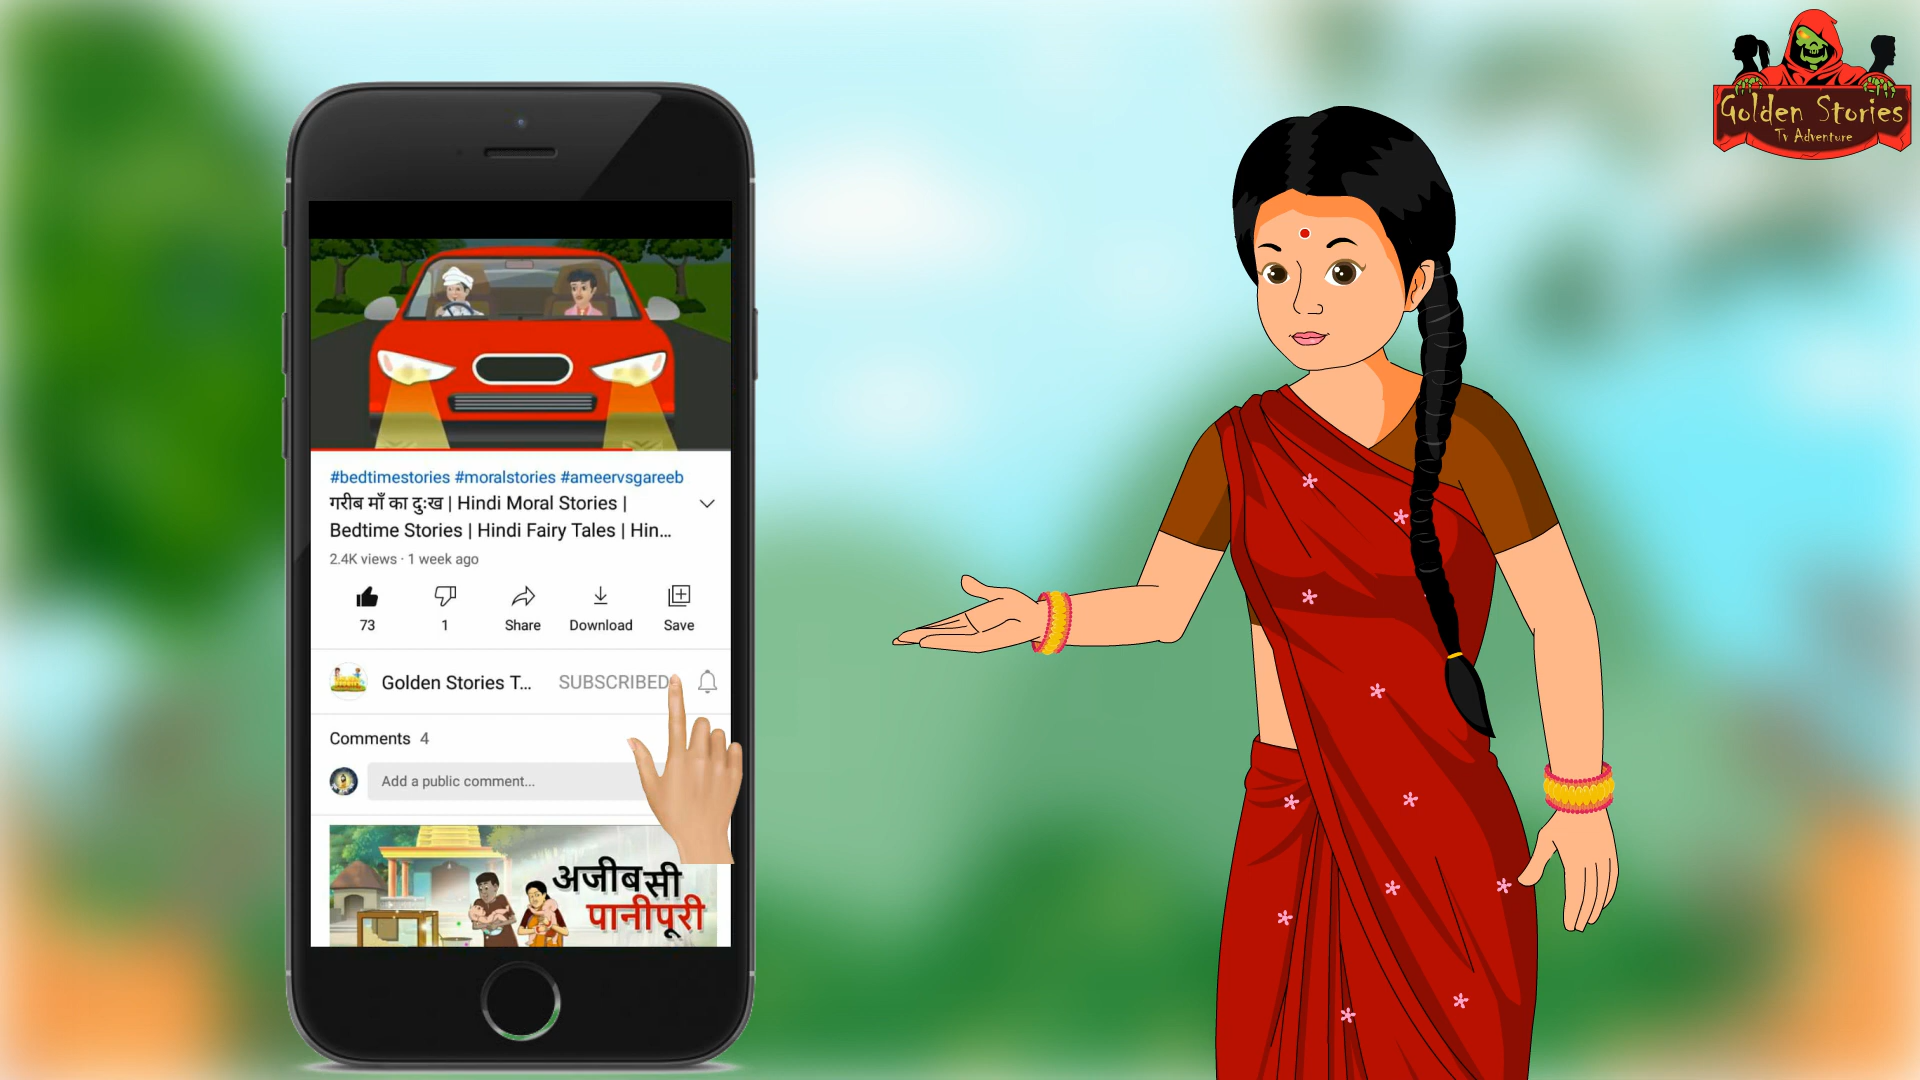 Golden Stories
Tv Adventure
#bedtimestories #moralstories #ameervsgareeb
गरीब माँ का दुःख | Hindi Moral Stories |
Bedtime Stories | Hindi Fairy Tales | Hin...
2.4K views · 1 week ago
73
1
Share
Download
Save
Golden Stories T...
SUBSCRIBED
Comments 4
Add a public comment...
अजीब सी
पानीपूरी